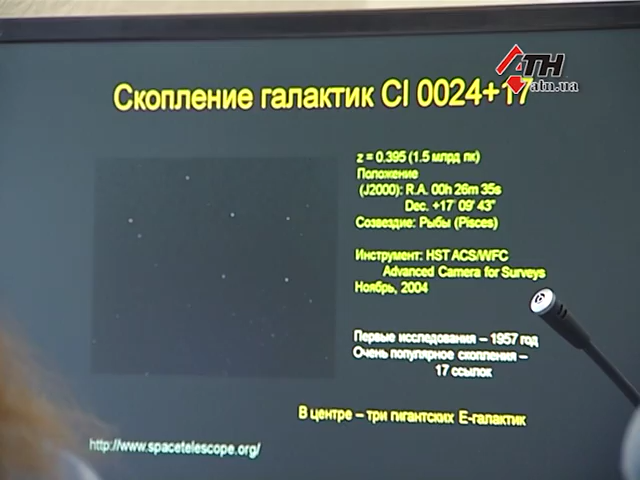 АТН
atn.ua
Скопление галактик Cl 0024+17
z = 0.395 (1.5 млрд пк)
Положение
(J2000): R.A. 00h 26m 35s
Dec. +17° 09' 43"
Созвездие: Рыбы (Pisces)
Инструмент: HST ACS/WFC
Advanced Camera for Surveys
Ноябрь, 2004
Первые исследования – 1957 год
Очень популярное скопления –
17 ссылок
В центре – три гигантских E-галактик
http://www.spacetelescope.org/